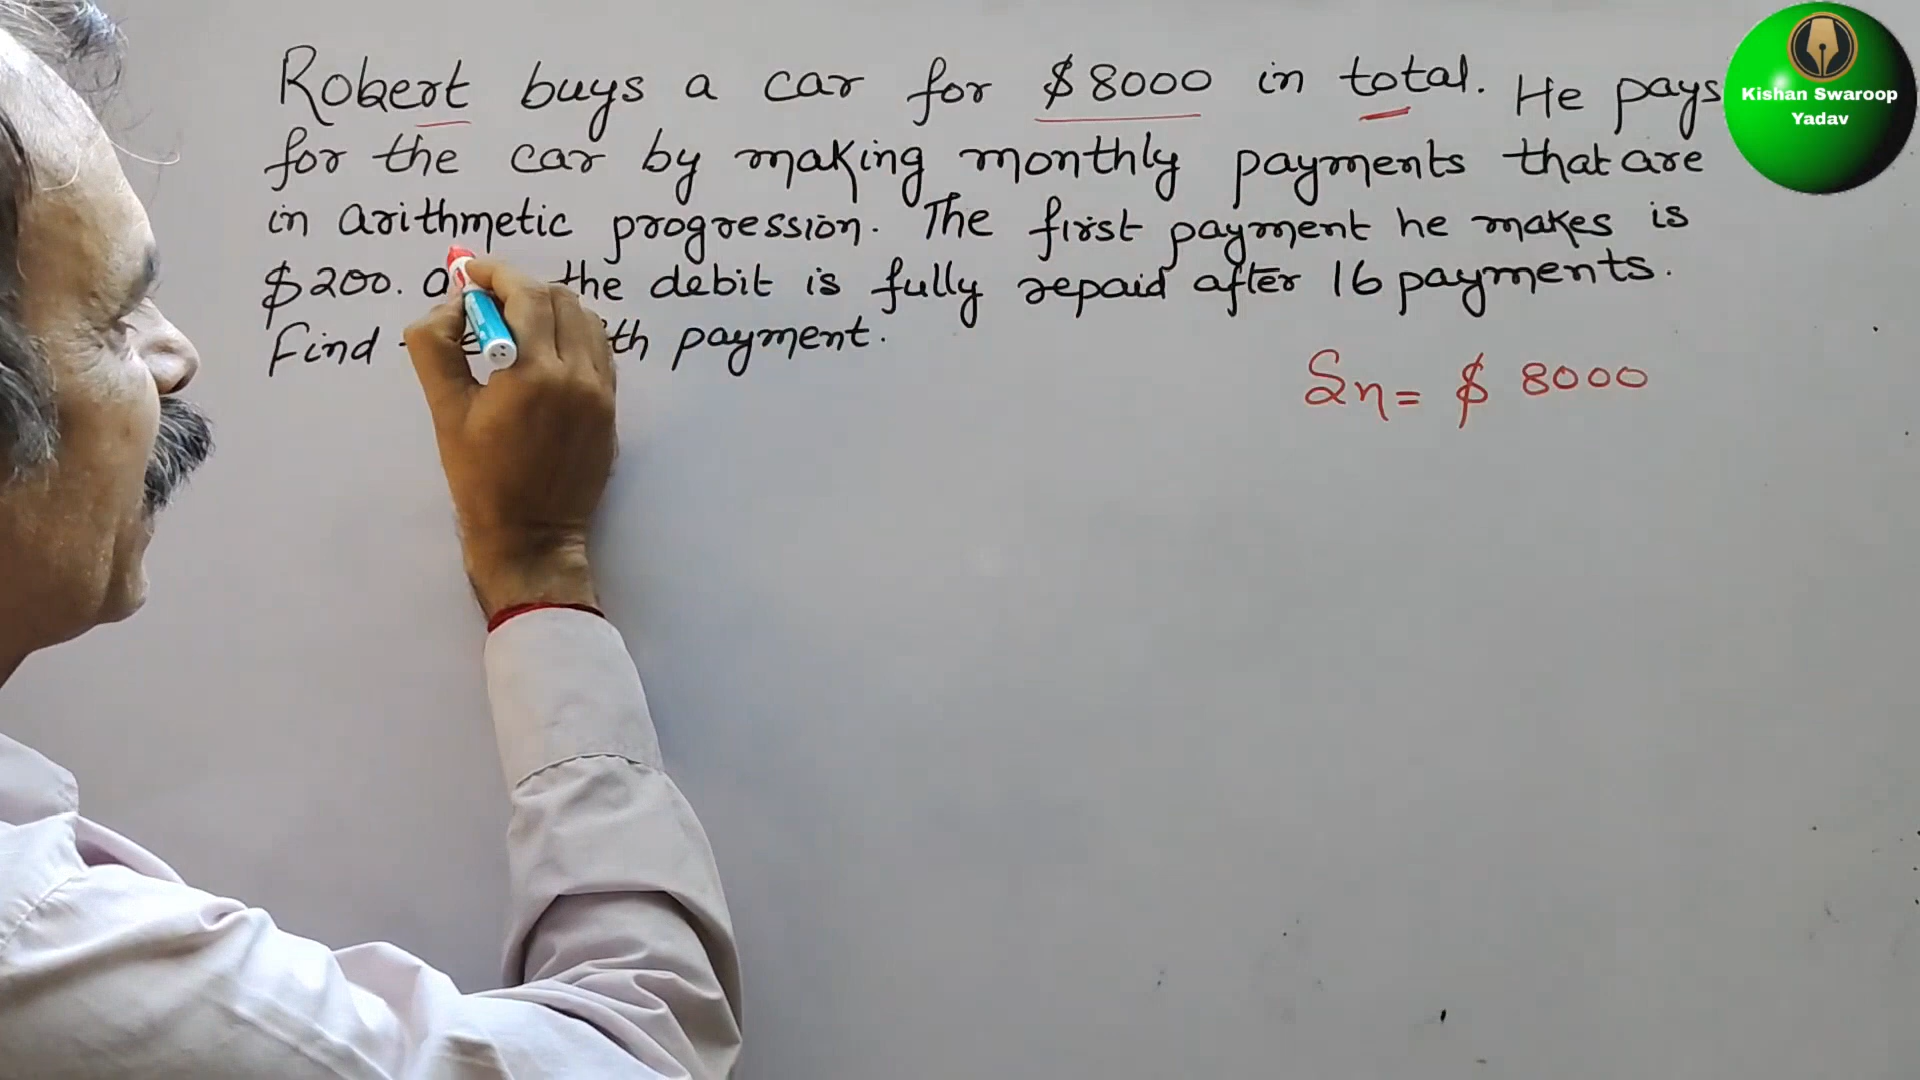 Robert buys a car for $8000 in total. He pays
for the car by making monthly payments that are
in arithmetic progression. The first payment he makes is
$200. the debit is fully repaid after 16 payments.
Find payment.
Sn = $ 8000
Kishan Swaroop
Yadav